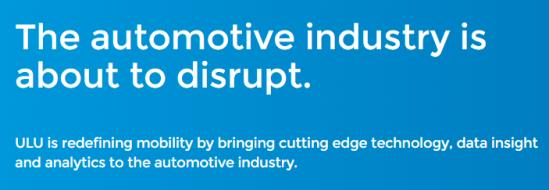 The automotive industry is
about to disrupt.
ULU is redefining mobility by bringing cutting edge technology, data insight
and analytics to the automotive industry.